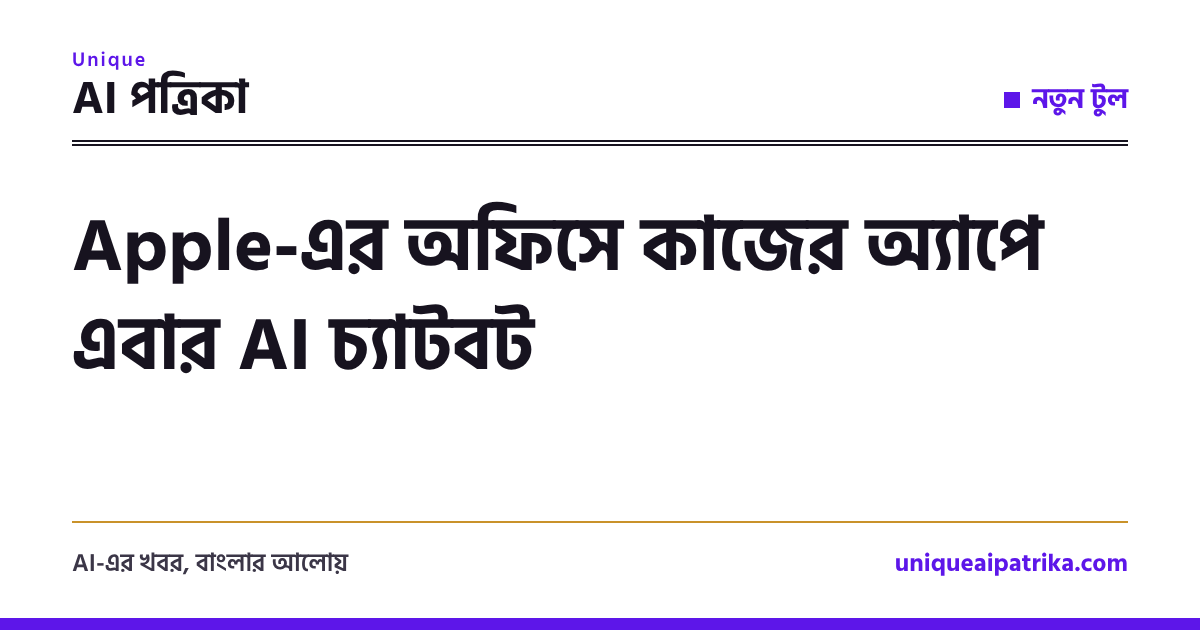 Unique
AI পত্রিকা
নতুন টুল
Apple-এর অফিসে কাজের অ্যাপে
এবার AI চ্যাটবট
AI-এর খবর, বাংলার আলোয়
uniqueaipatrika.com